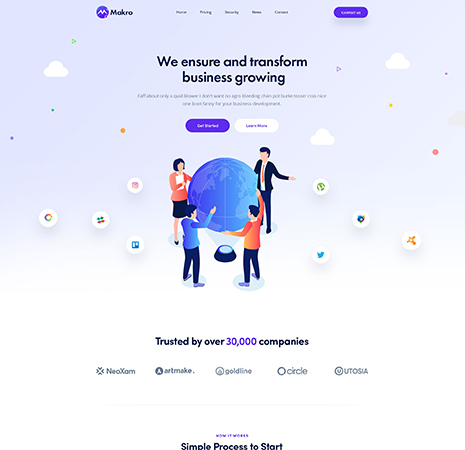 Makro
Home Pricing Security News Contact
Contact us
We ensure and transform
business growing
Faff about only a quid blower I don't want no agro bleeding chim pot burke tosser cras nice
one boot fanny for your business development.
Get Started Learn More
Trusted by over 30,000 companies
NeoXam artmake. goldline circle UTOSIA
HOW IT WORKS
Simple Process to Start